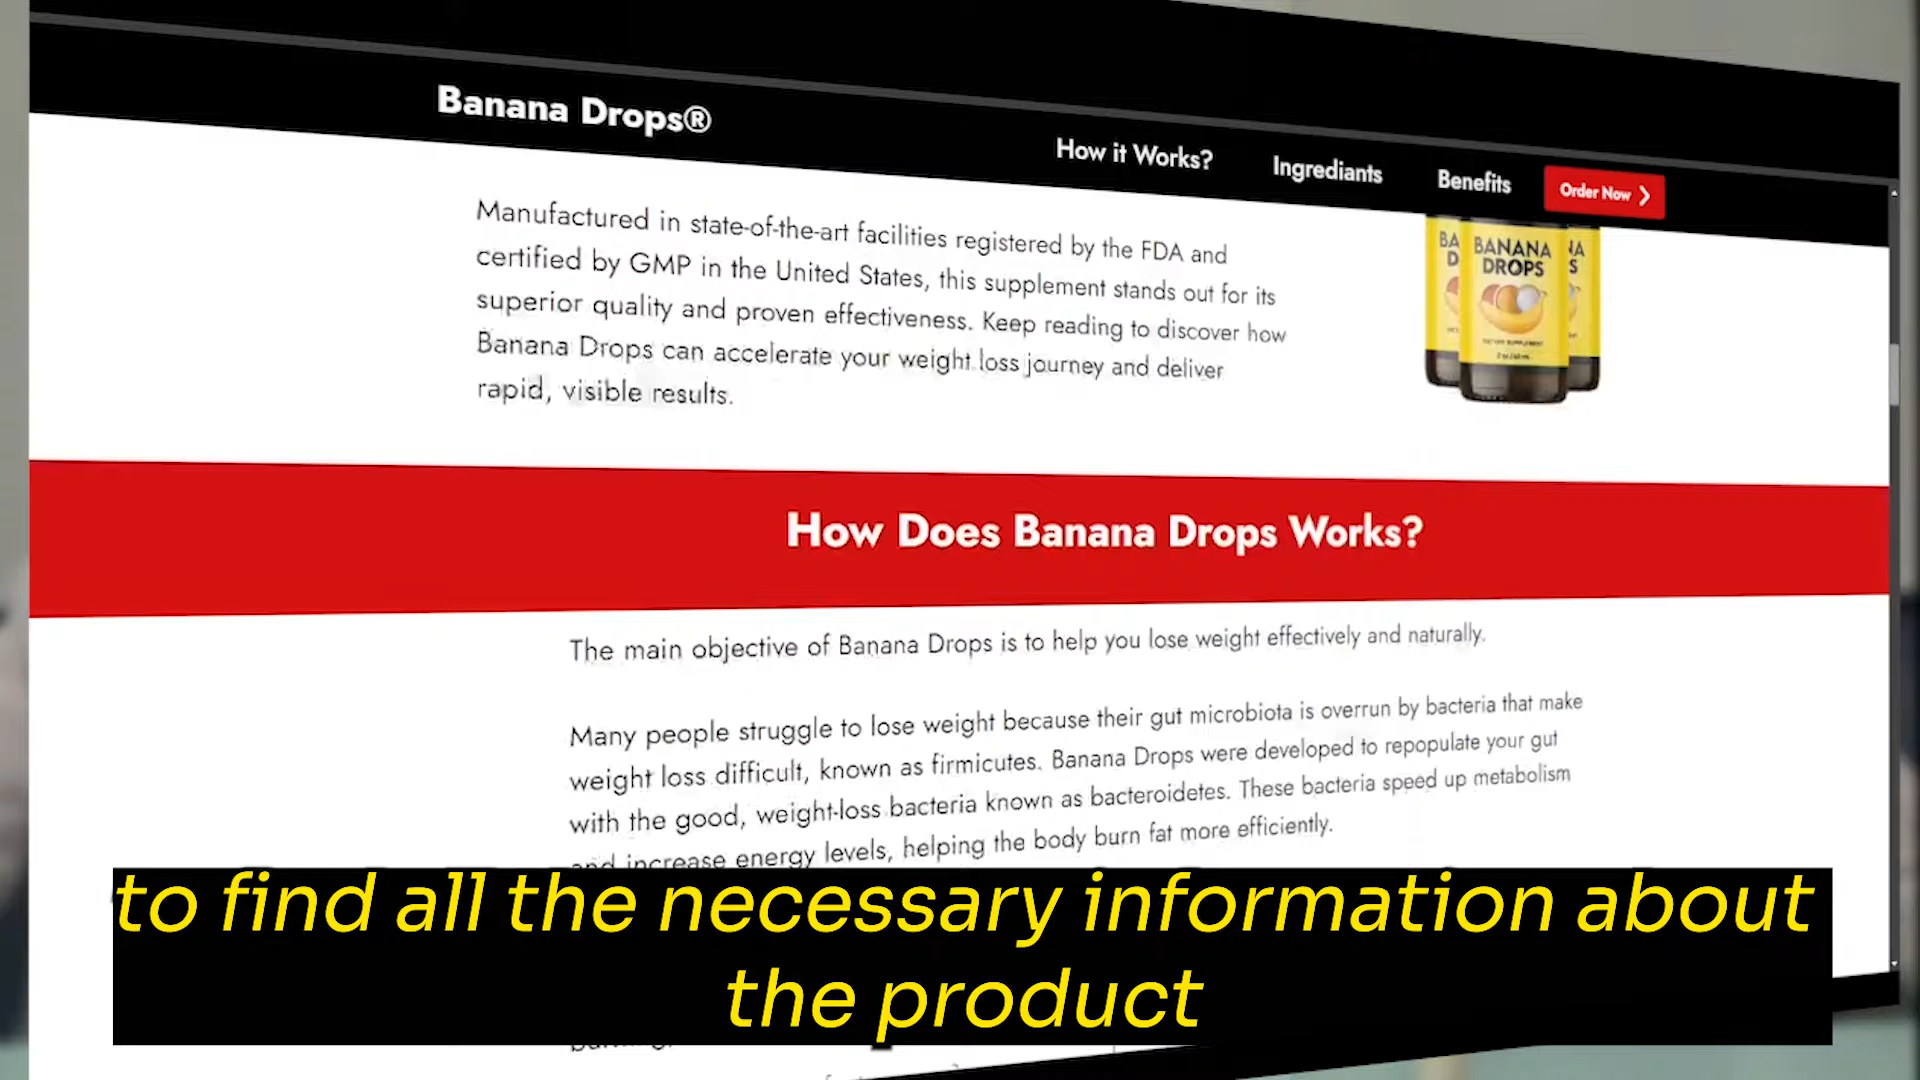 Banana Drops®
How it Works?
Ingrediants
Benefits
Order Now
Manufactured in state-of-the-art facilities registered by the FDA and
certified by GMP in the United States, this supplement stands out for its
superior quality and proven effectiveness. Keep reading to discover how
Banana Drops can accelerate your weight loss journey and deliver
rapid, visible results.
BANANA
DROPS
DIETARY SUPPLEMENT
How Does Banana Drops Works?
The main objective of Banana Drops is to help you lose weight effectively and naturally.
Many people struggle to lose weight because their gut microbiota is overrun by bacteria that make
weight loss difficult, known as firmicutes. Banana Drops were developed to repopulate your gut
with the good, weight-loss bacteria known as bacteroidetes. These bacteria speed up metabolism
and increase energy levels, helping the body burn fat more efficiently.
to find all the necessary information about
the product